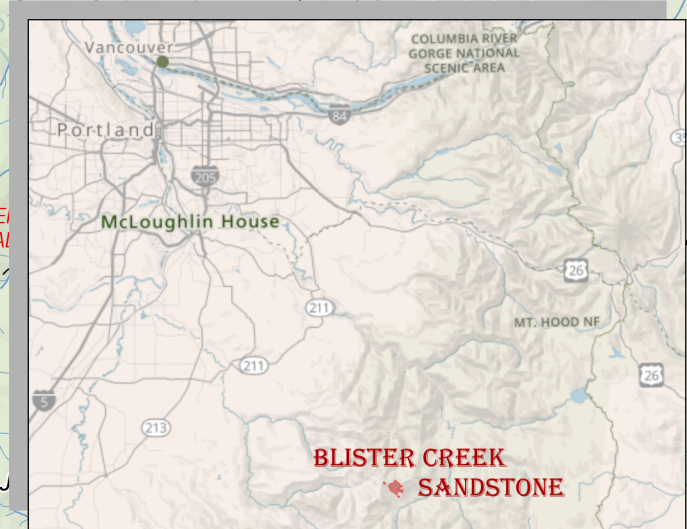 COLUMBIA RIVER
GORGE NATIONAL
SCENIC AREA
Vancouver
84
Portland
205
McLoughlin House
26
211
MT. HOOD NF
211
26
5
213
BLISTER CREEK
SANDSTONE